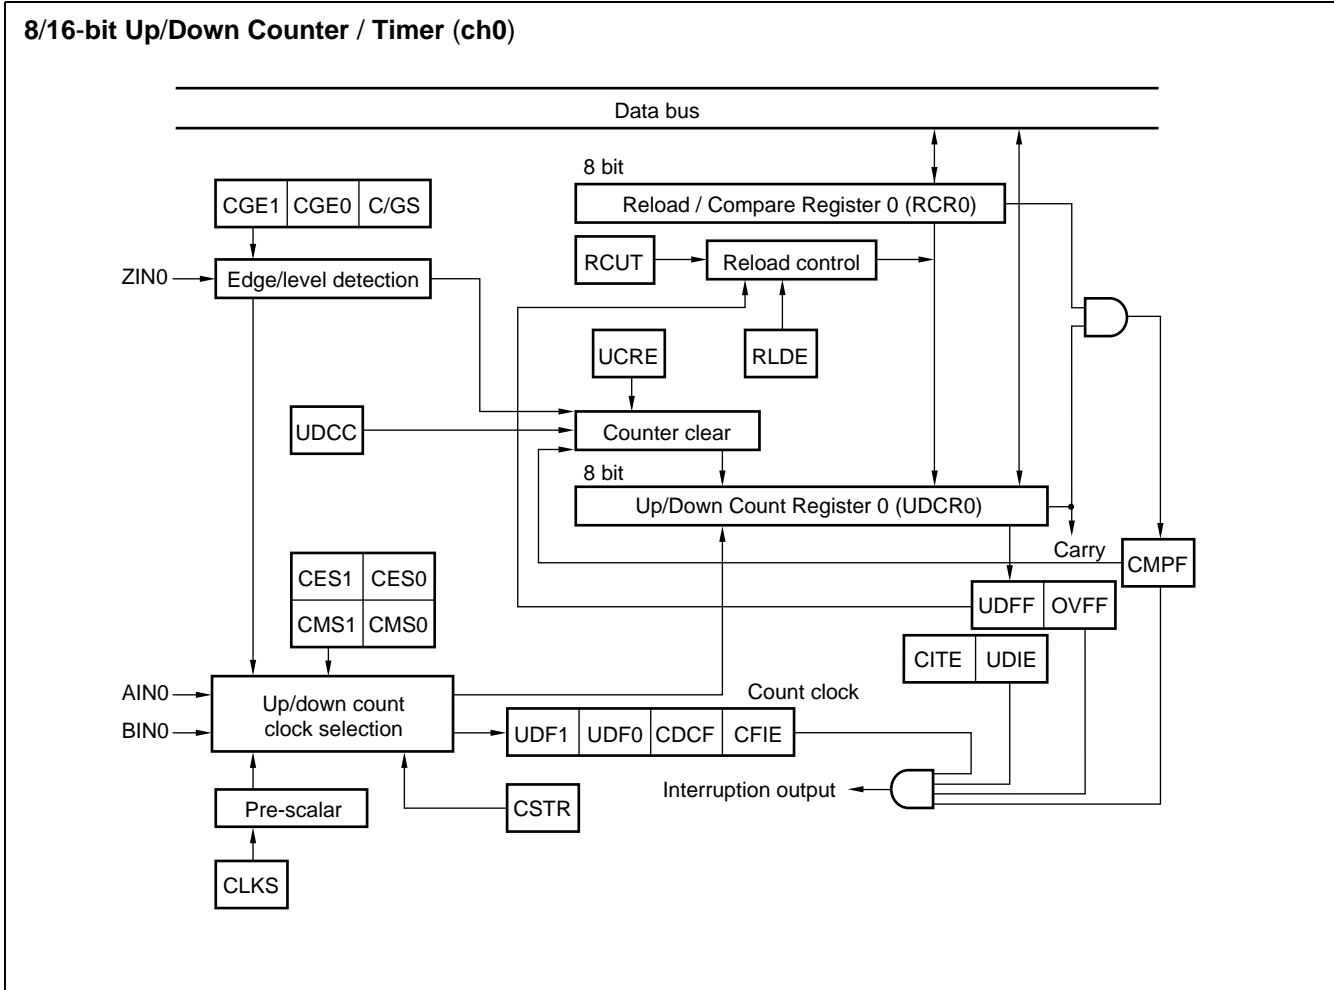 8/16-bit Up/Down Counter / Timer (ch0)
Data bus
8 bit
CGE1 CGE0 C/GS
Reload / Compare Register 0 (RCR0)
RCUT
Reload control
ZIN0
Edge/level detection
UCRE
RLDE
UDCC
Counter clear
8 bit
Up/Down Count Register 0 (UDCR0)
Carry
CMPF
CES1 CES0
CMS1 CMS0
UDFF OVFF
CITE UDIE
AIN0
BIN0
Up/down count
clock selection
Count clock
UDF1 UDF0 CDCF CFIE
Interruption output
Pre-scalar
CSTR
CLKS